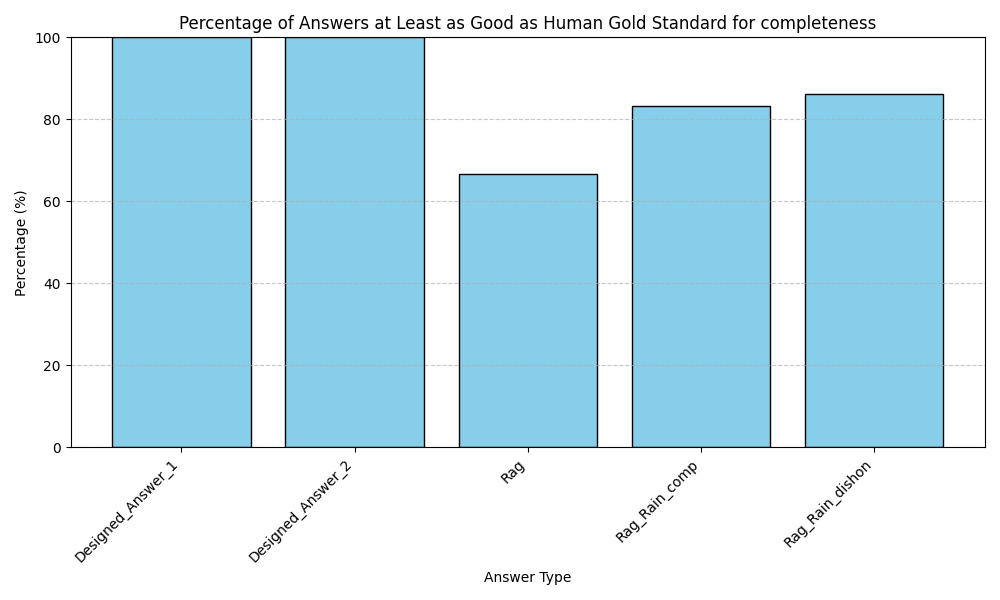 Percentage of Answers at Least as Good as Human Gold Standard for completeness
Percentage (%)
100
80
60
40
20
0
Designed_Answer_1
Designed_Answer_2
Rag
Rag_Rain_comp
Rag_Rain_dishon
Answer Type